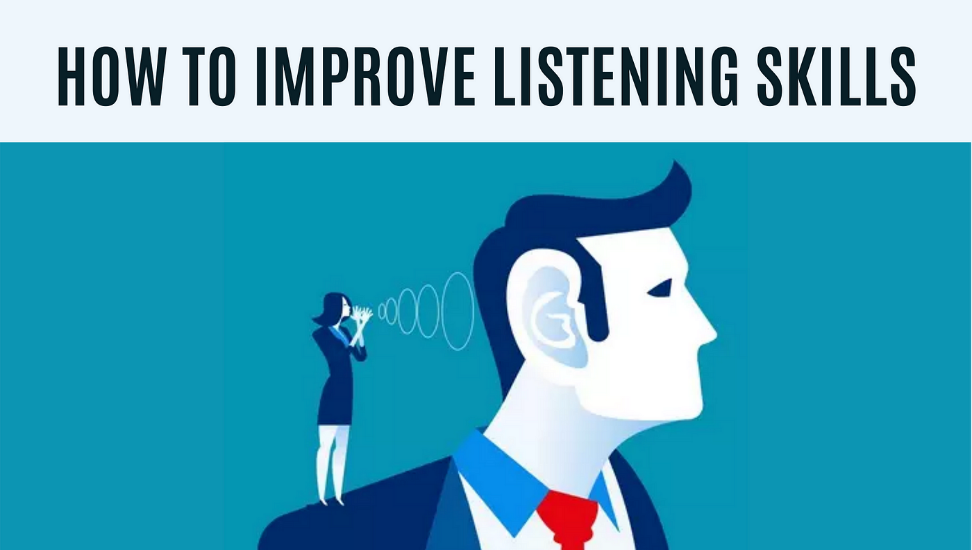 HOW TO IMPROVE LISTENING SKILLS